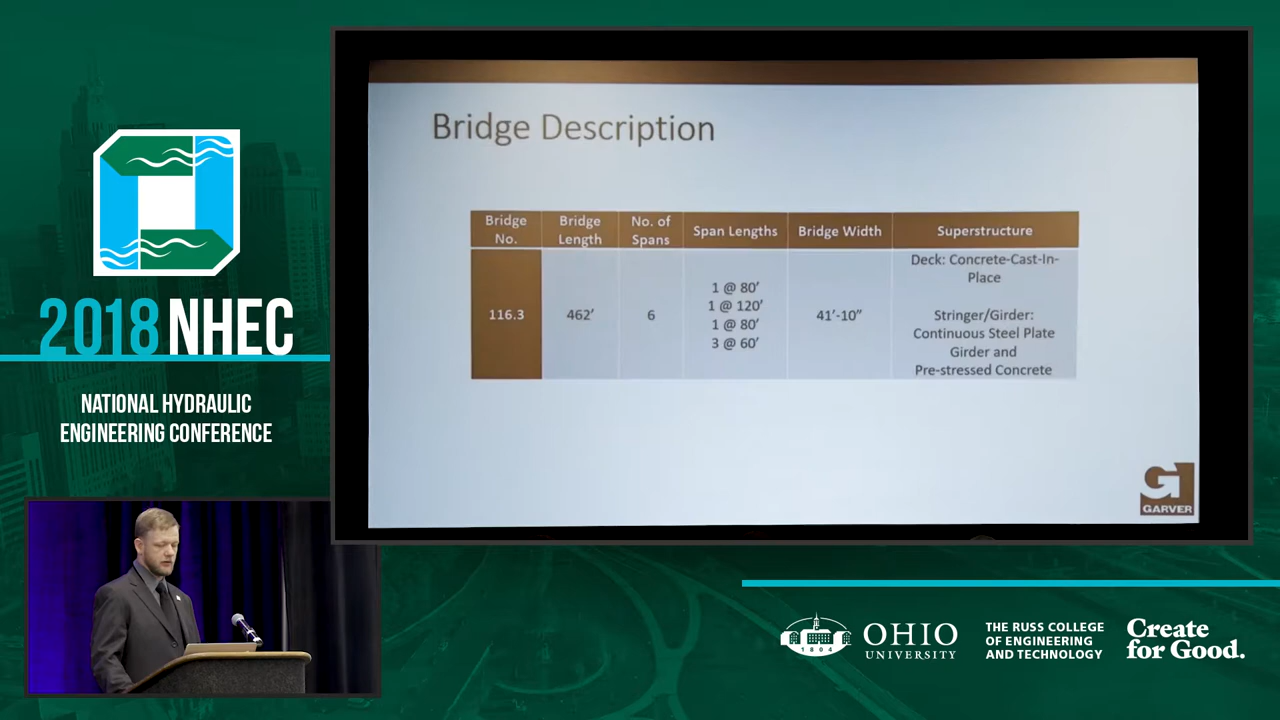 2018 NHEC
NATIONAL HYDRAULIC
ENGINEERING CONFERENCE
Bridge Description
Bridge No.
Bridge Length
No. of Spans
Span Lengths
Bridge Width
Superstructure
116.3
462’
6
1 @ 80’
1 @ 120’
1 @ 80’
3 @ 60’
41’-10”
Deck: Concrete-Cast-In-
Place
Stringer/Girder:
Continuous Steel Plate
Girder and
Pre-stressed Concrete
GARVER
1804
OHIO
UNIVERSITY
THE RUSS COLLEGE
OF ENGINEERING
AND TECHNOLOGY
Create
for Good.